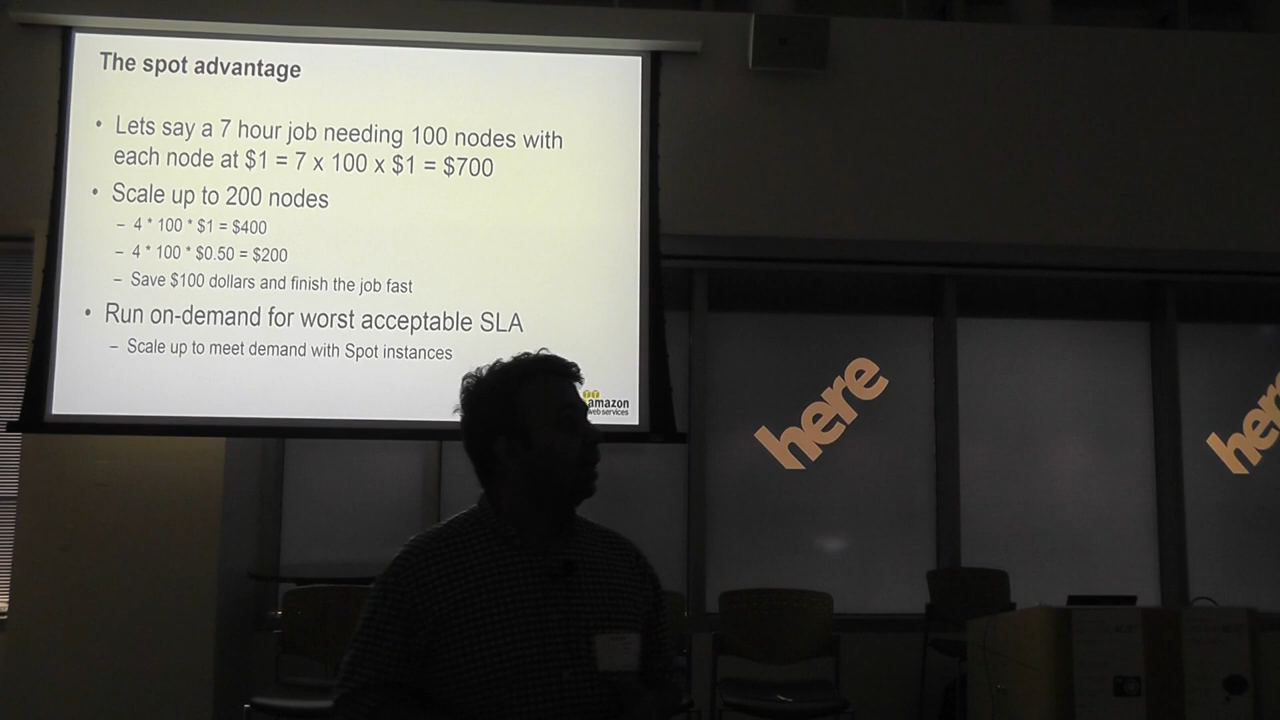 The spot advantage
• Lets say a 7 hour job needing 100 nodes with
each node at $1 = 7 x 100 x $1 = $700
• Scale up to 200 nodes
– 4 * 100 * $1 = $400
– 4 * 100 * $0.50 = $200
– Save $100 dollars and finish the job fast
• Run on-demand for worst acceptable SLA
– Scale up to meet demand with Spot instances
amazon
web services
here
here